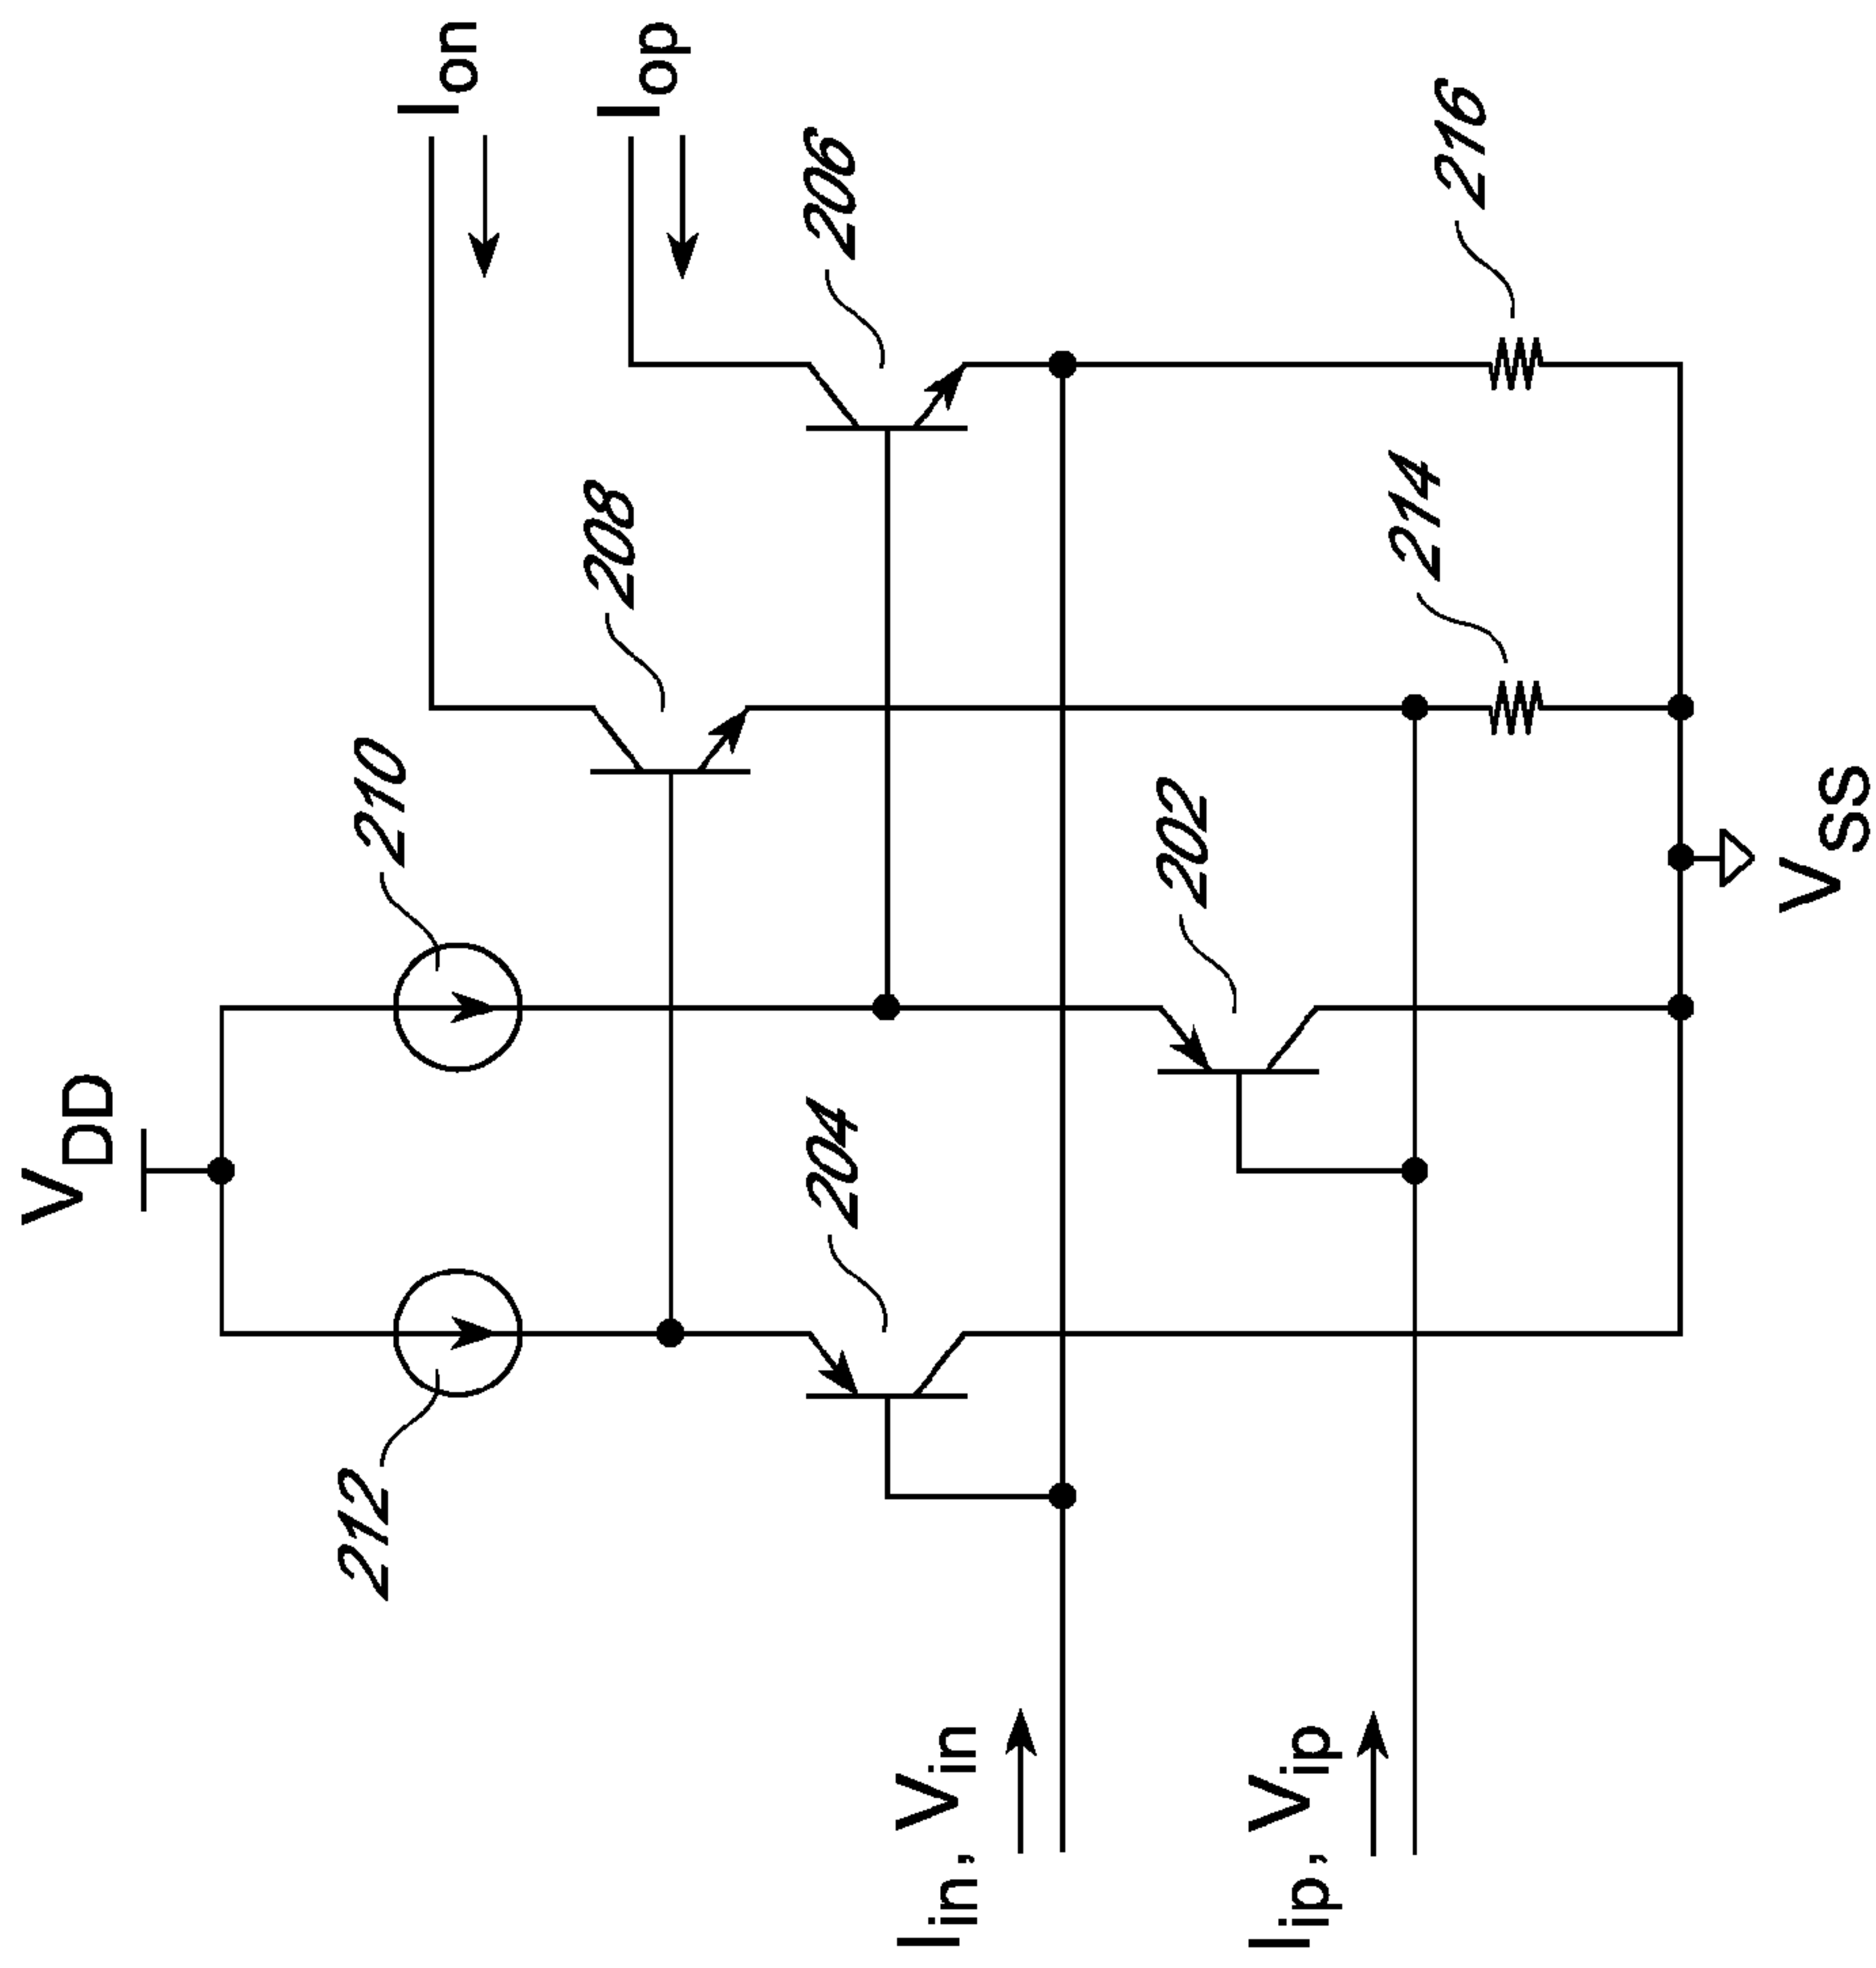 VDD
Ion
Iop
212
210
208
206
204
202
214
216
Iin, Vin
Iip, Vip
VSS